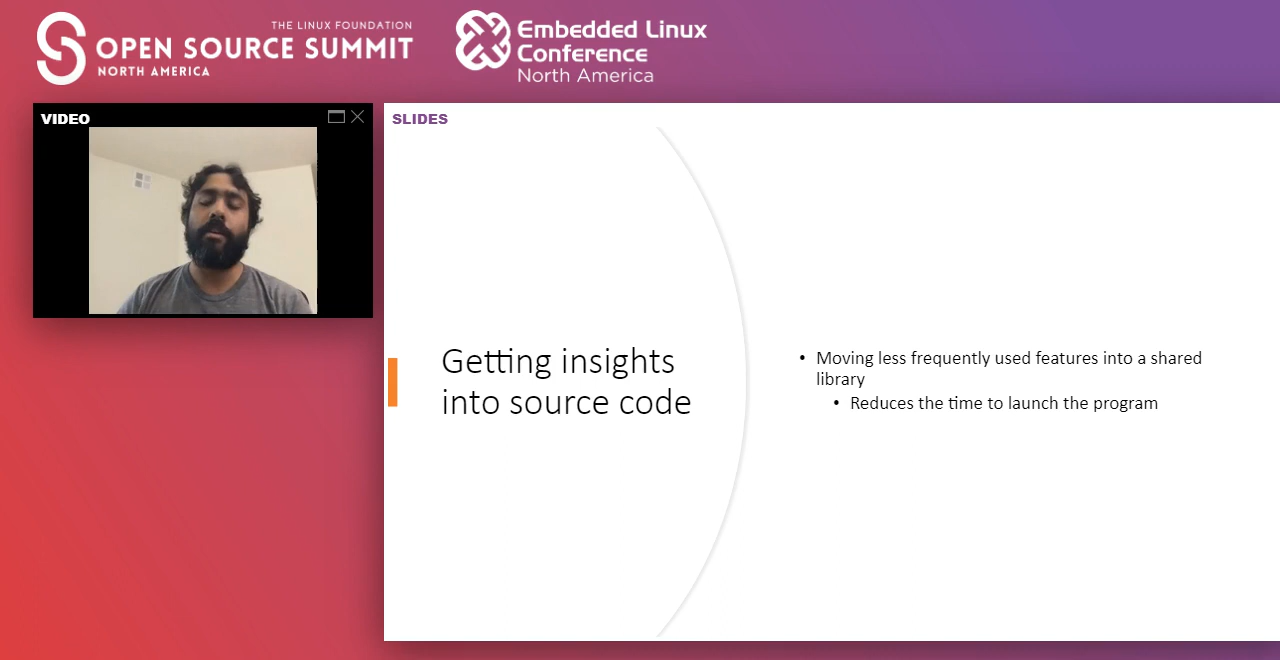 THE LINUX FOUNDATION
OPEN SOURCE SUMMIT
NORTH AMERICA
Embedded Linux
Conference
North America
VIDEO
SLIDES
Getting insights
into source code
• Moving less frequently used features into a shared
library
• Reduces the time to launch the program